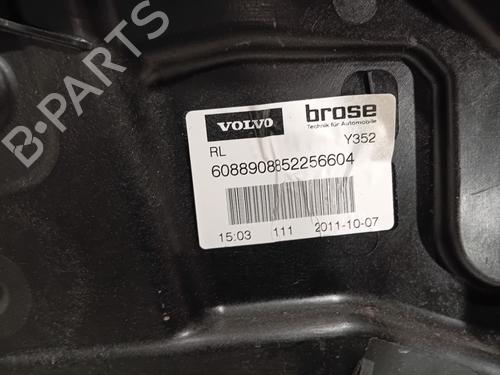 VOLVO
brose
Technik für Automobile
RL
Y352
6088908852256604
15:03 111 2011-10-07
B-PARTS